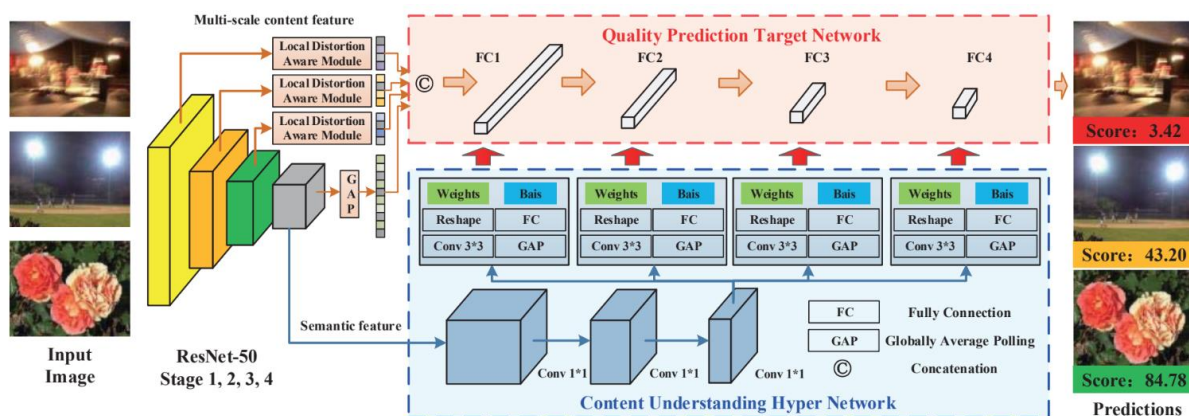 Multi-scale content feature
Local Distortion
Aware Module
Local Distortion
Aware Module
Local Distortion
Aware Module
GAP
Semantic feature
Input
Image
ResNet-50
Stage 1, 2, 3, 4
Quality Prediction Target Network
©
FC1
FC2
FC3
FC4
Weights Bais
Reshape FC
Conv 3*3 GAP
Weights Bais
Reshape FC
Conv 3*3 GAP
Weights Bais
Reshape FC
Conv 3*3 GAP
Weights Bais
Reshape FC
Conv 3*3 GAP
Conv 1*1
Conv 1*1
Conv 1*1
FC Fully Connection
GAP Globally Average Polling
© Concatenation
Content Understanding Hyper Network
Score: 3.42
Score: 43.20
Score: 84.78
Predictions